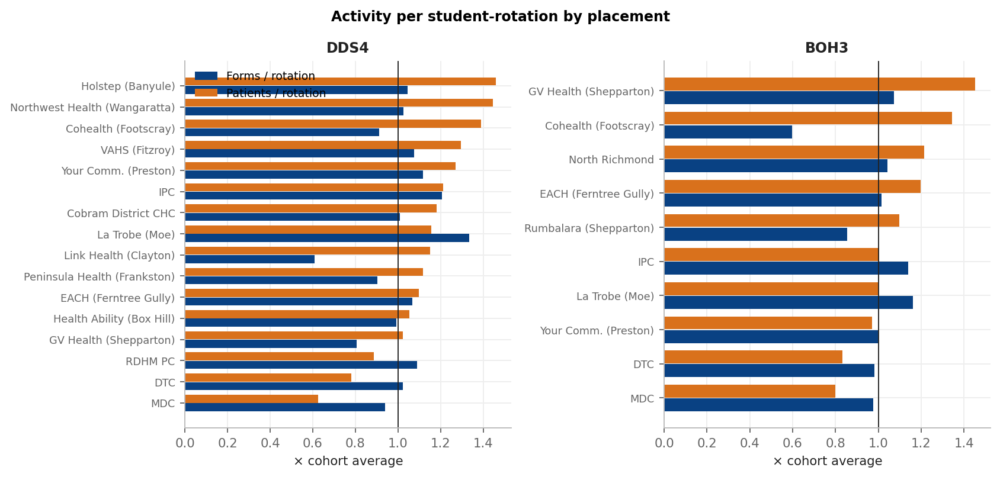 Activity per student-rotation by placement
DDS4
Forms / rotation
Patients / rotation
Holstep (Banyule)
Northwest Health (Wangaratta)
Cohealth (Footscray)
VAHS (Fitzroy)
Your Comm. (Preston)
IPC
Cobram District CHC
La Trobe (Moe)
Link Health (Clayton)
Peninsula Health (Frankston)
EACH (Ferntree Gully)
Health Ability (Box Hill)
GV Health (Shepparton)
RDHM PC
DTC
MDC
0.0 0.2 0.4 0.6 0.8 1.0 1.2 1.4
× cohort average
BOH3
GV Health (Shepparton)
Cohealth (Footscray)
North Richmond
EACH (Ferntree Gully)
Rumbalara (Shepparton)
IPC
La Trobe (Moe)
Your Comm. (Preston)
DTC
MDC
0.0 0.2 0.4 0.6 0.8 1.0 1.2 1.4
× cohort average